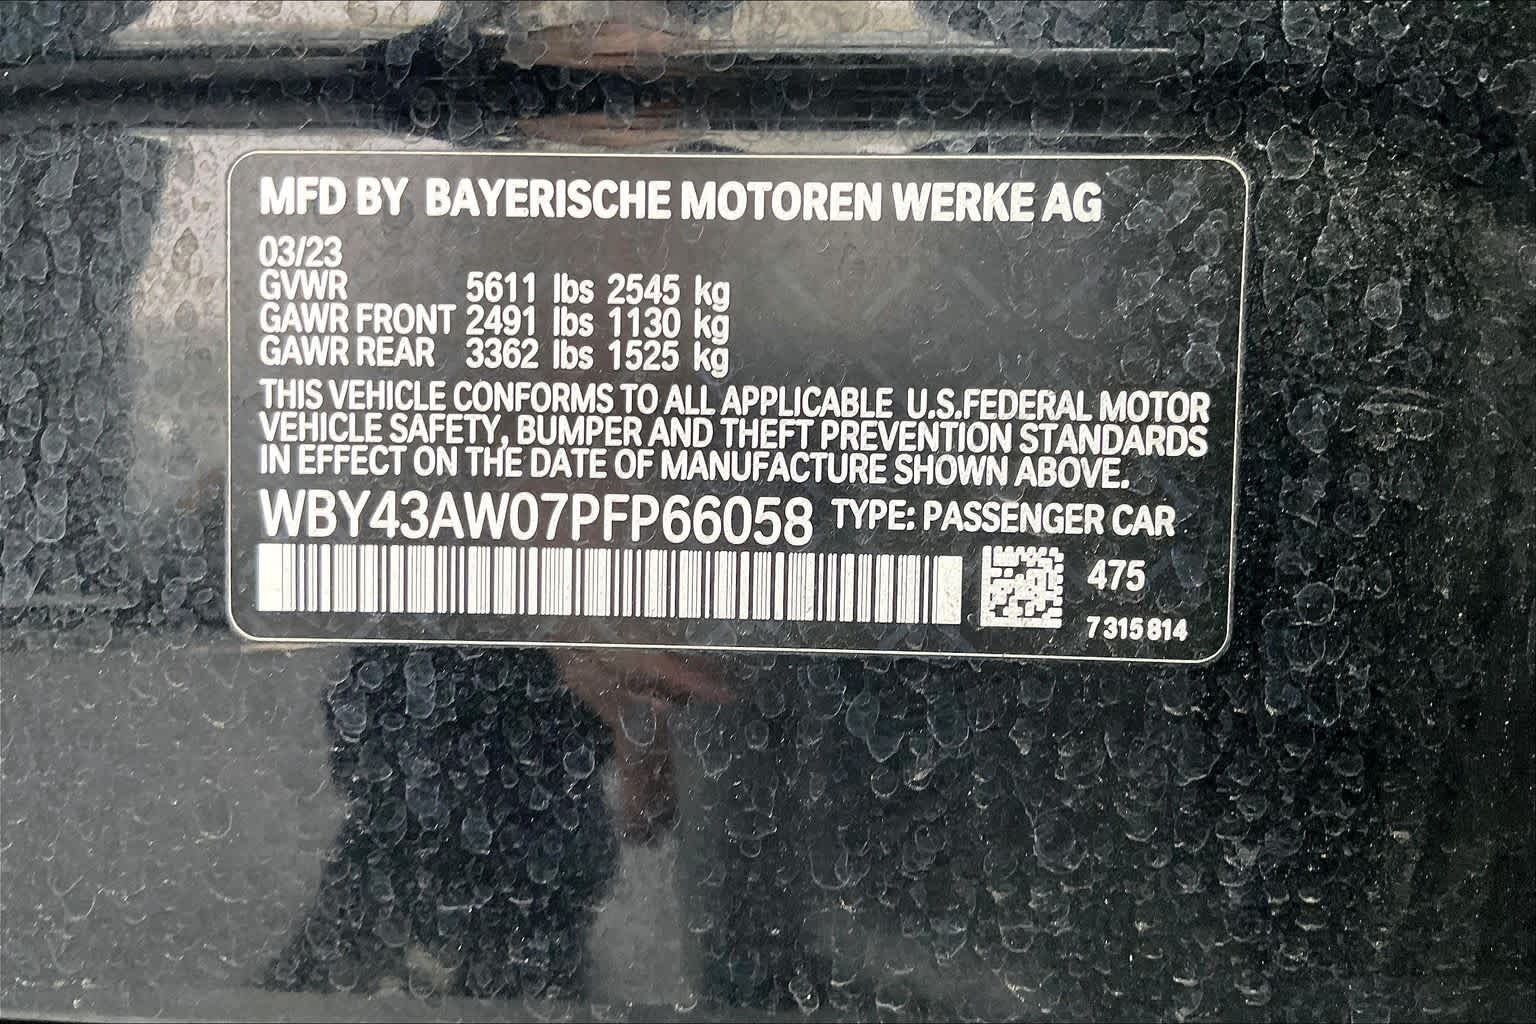 MFD BY BAYERISCHE MOTOREN WERKE AG
03/23
GVWR 5611 lbs 2545 kg
GAWR FRONT 2491 lbs 1130 kg
GAWR REAR 3362 lbs 1525 kg
THIS VEHICLE CONFORMS TO ALL APPLICABLE U.S.FEDERAL MOTOR
VEHICLE SAFETY, BUMPER AND THEFT PREVENTION STANDARDS
IN EFFECT ON THE DATE OF MANUFACTURE SHOWN ABOVE.
WBY43AW07PFP66058 TYPE: PASSENGER CAR
475
7 315 814